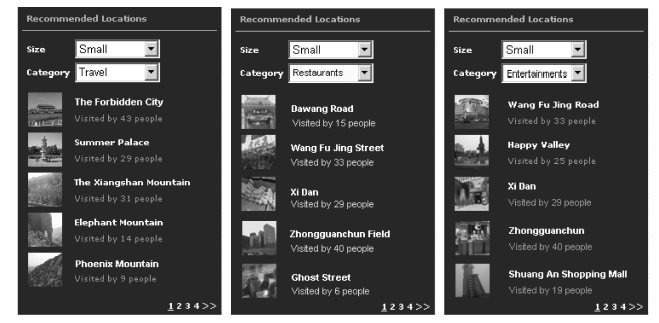 Recommended Locations
Size Small
Category Travel
The Forbidden City
Visited by 43 people
Summer Palace
Visited by 29 people
The Xiangshan Mountain
Visited by 31 people
Elephant Mountain
Visited by 14 people
Phoenix Mountain
Visited by 9 people
1 2 3 4 >>
Recommended Locations
Size Small
Category Restaurants
Dawang Road
Visited by 15 people
Wang Fu Jing Street
Visited by 33 people
Xi Dan
Visited by 29 people
Zhongguanchun Field
Visited by 40 people
Ghost Street
Visited by 6 people
1 2 3 4 >>
Recommended Locations
Size Small
Category Entertainments
Wang Fu Jing Road
Visited by 33 people
Happy Valley
Visited by 25 people
Xi Dan
Visited by 29 people
Zhongguanchun
Visited by 40 people
Shuang An Shopping Mall
Visited by 19 people
1 2 3 4 >>